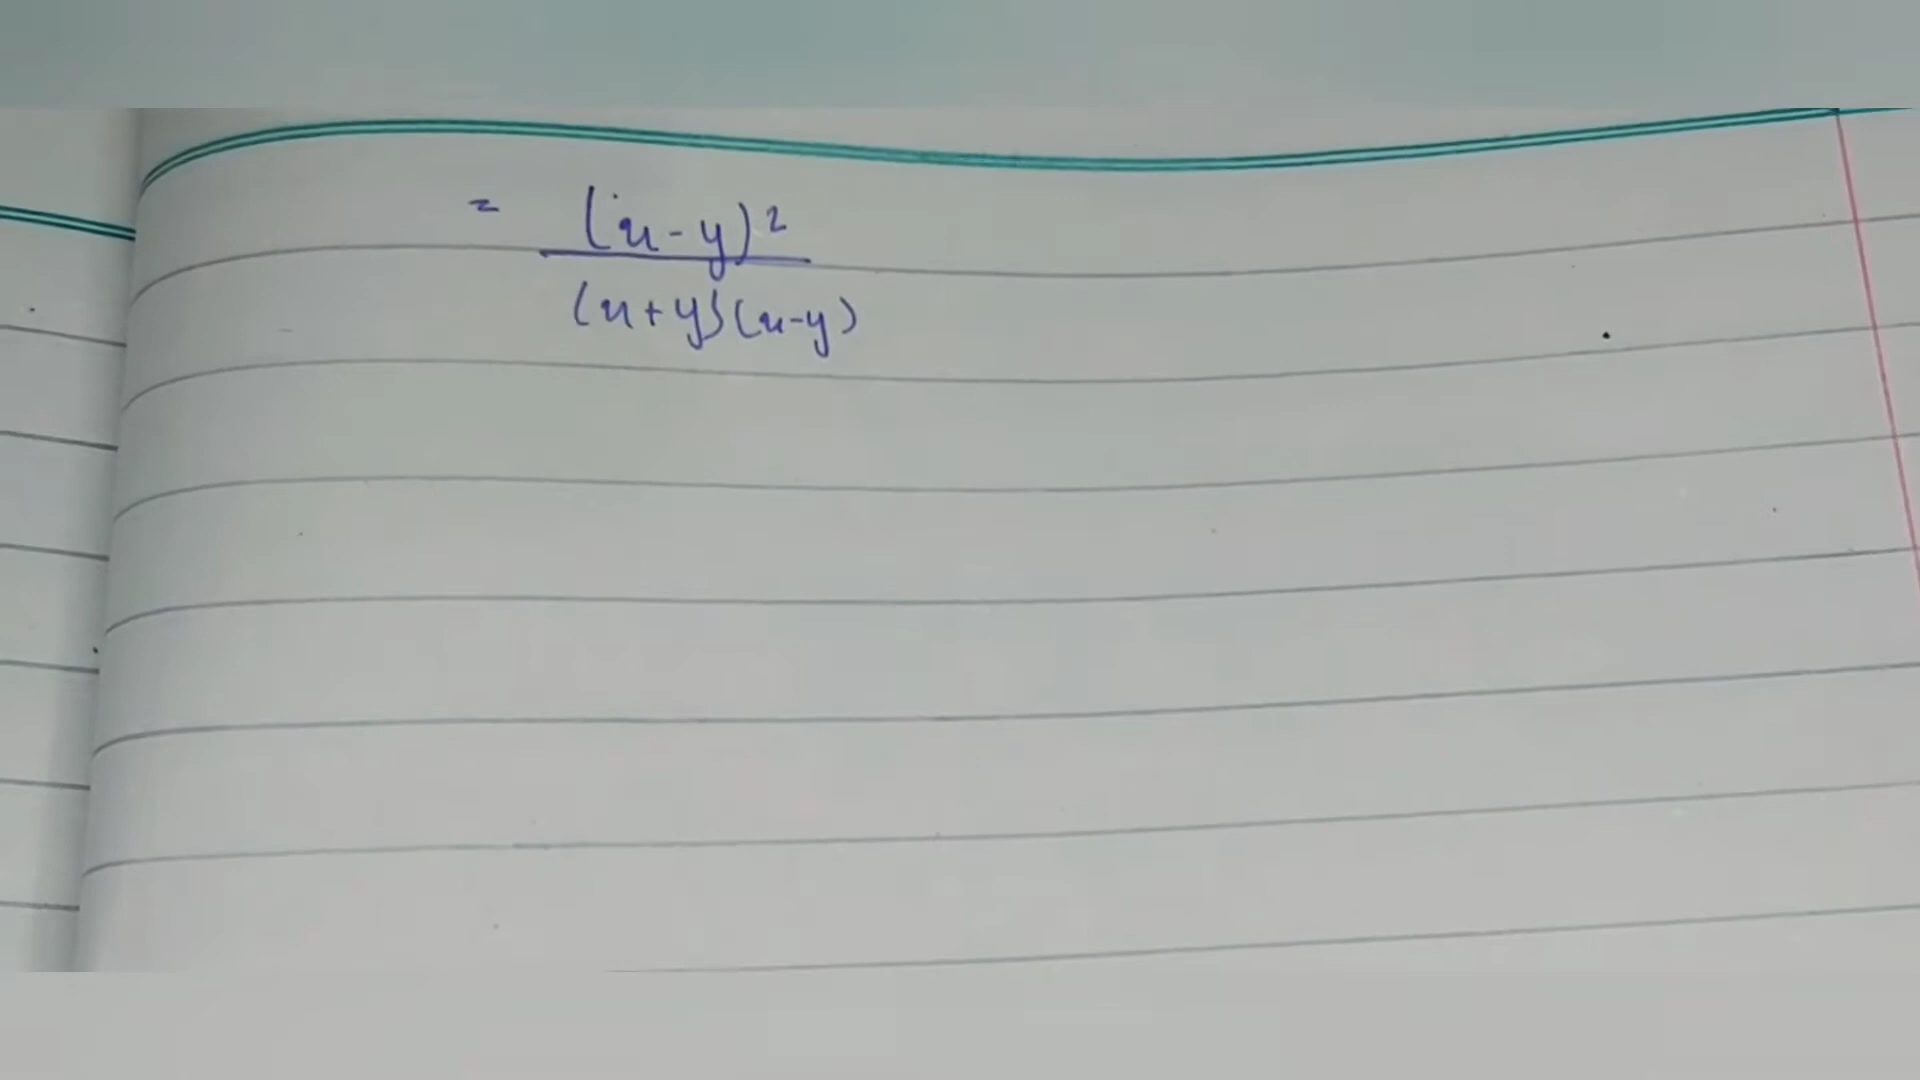 = (x-y)²
(x+y)(x-y)